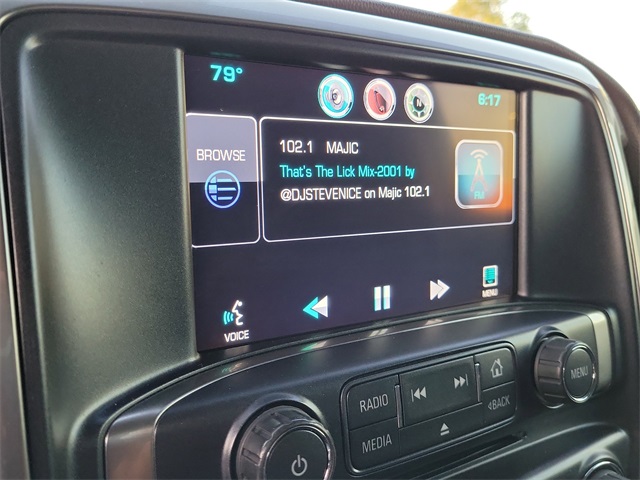 79°
6:17
BROWSE
102.1 MAJIC
That's The Lick Mix-2001 by
@DJSTEVENICE on Majic 102.1
FM
VOICE
MENU
RADIO
MEDIA
BACK
MENU